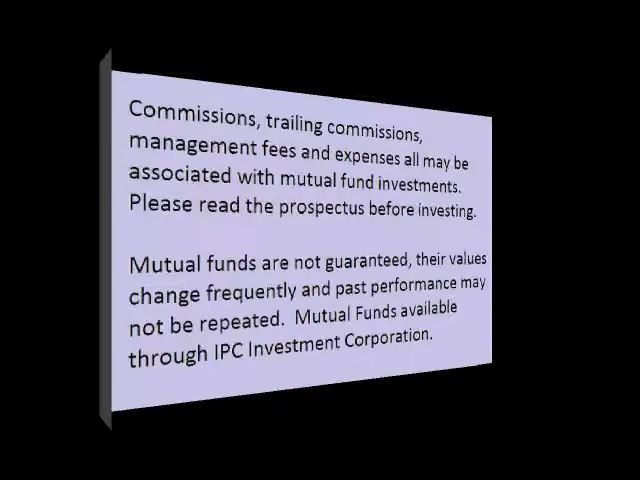 Commissions, trailing commissions,
management fees and expenses all may be
associated with mutual fund investments.
Please read the prospectus before investing.
Mutual funds are not guaranteed, their values
change frequently and past performance may
not be repeated.  Mutual Funds available
through IPC Investment Corporation.